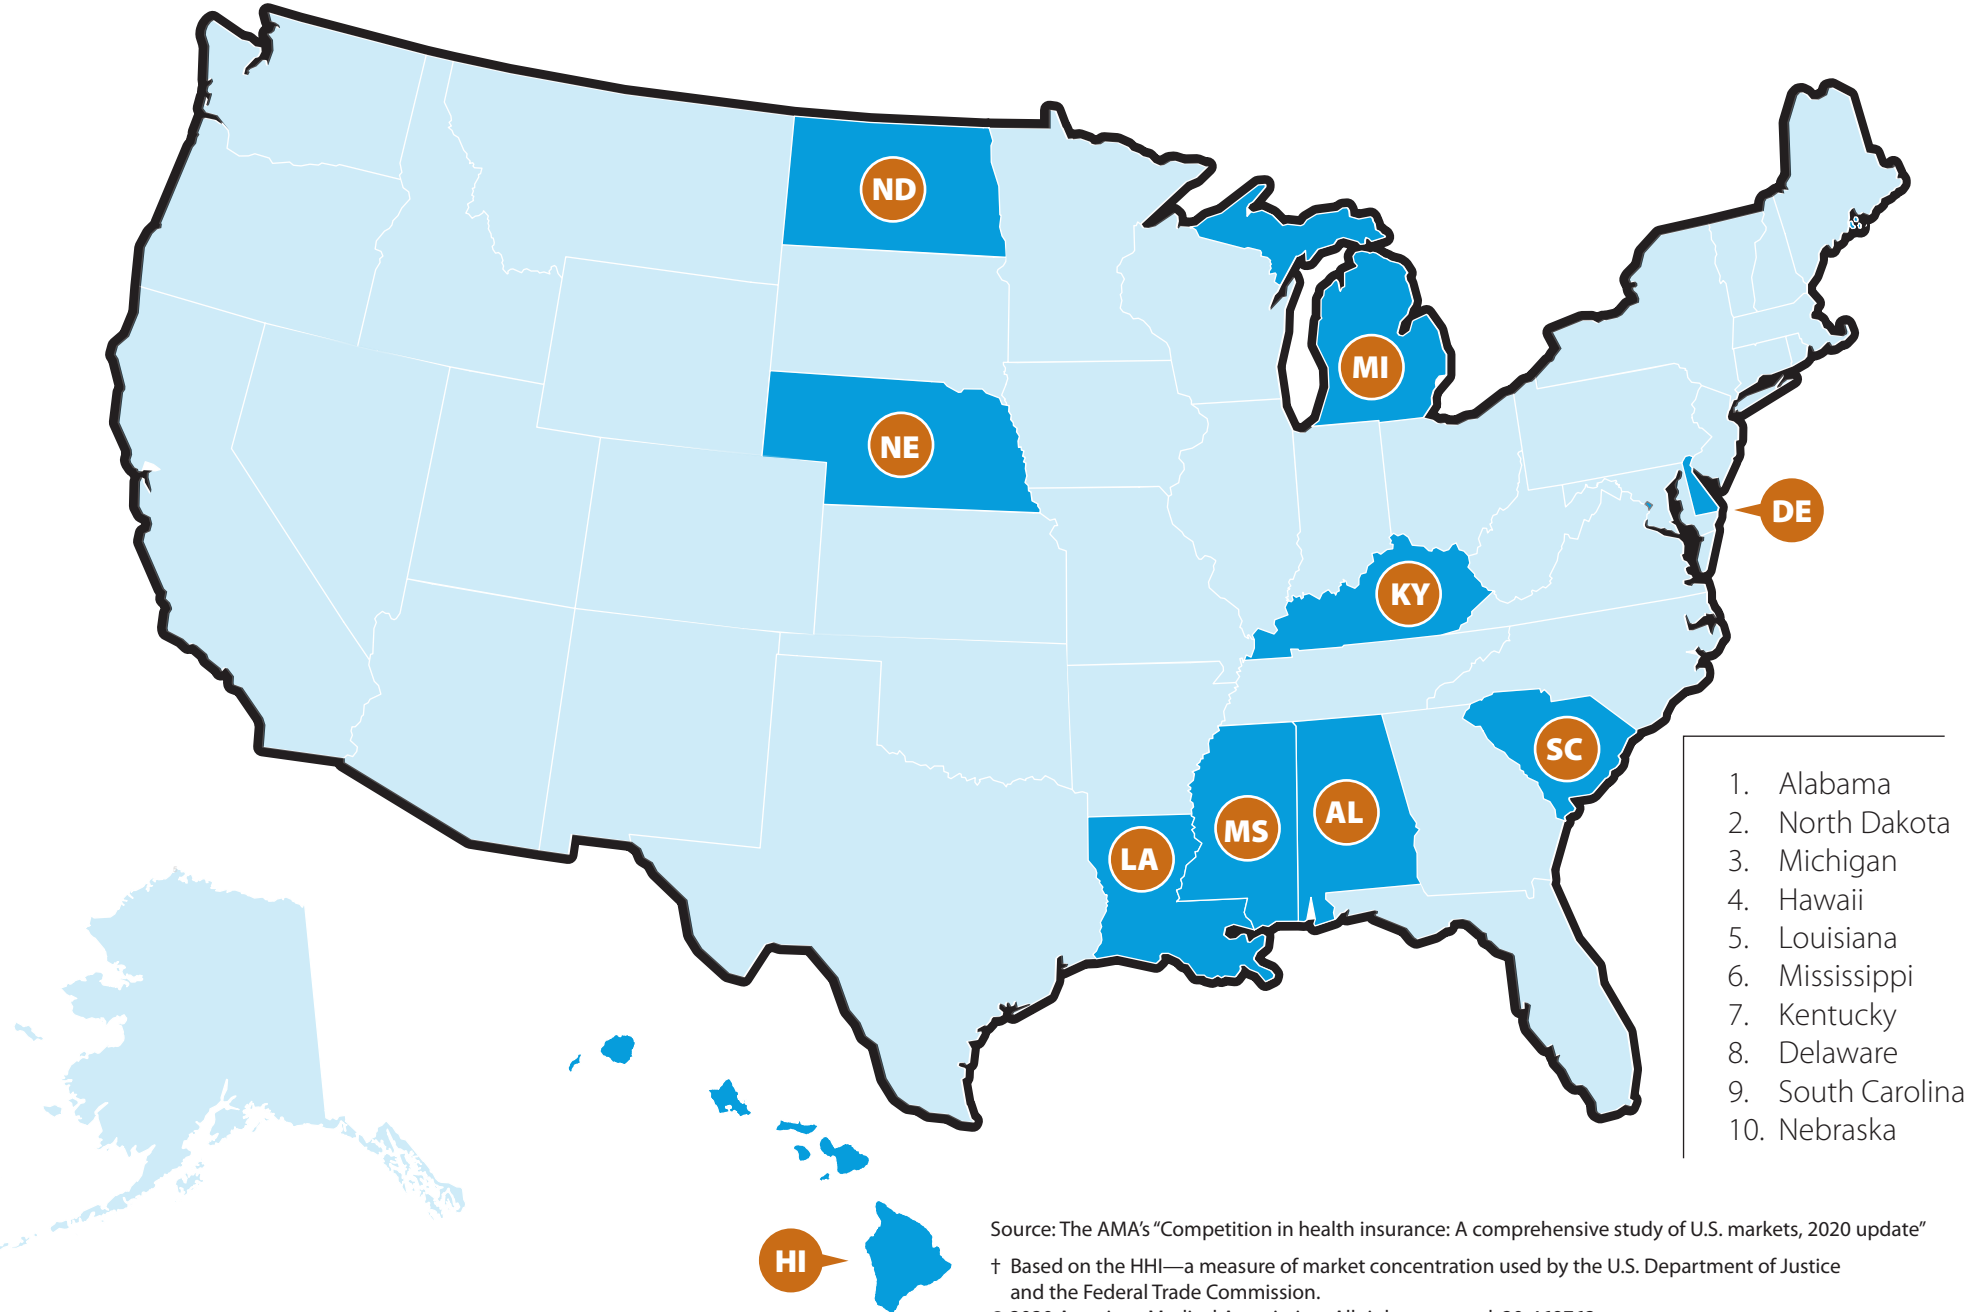 ND
MI
NE
DE
KY
SC
AL
MS
LA
1. Alabama
2. North Dakota
3. Michigan
4. Hawaii
5. Louisiana
6. Mississippi
7. Kentucky
8. Delaware
9. South Carolina
10. Nebraska
HI
Source: The AMA’s “Competition in health insurance: A comprehensive study of U.S. markets, 2020 update”
† Based on the HHI—a measure of market concentration used by the U.S. Department of Justice
and the Federal Trade Commission.